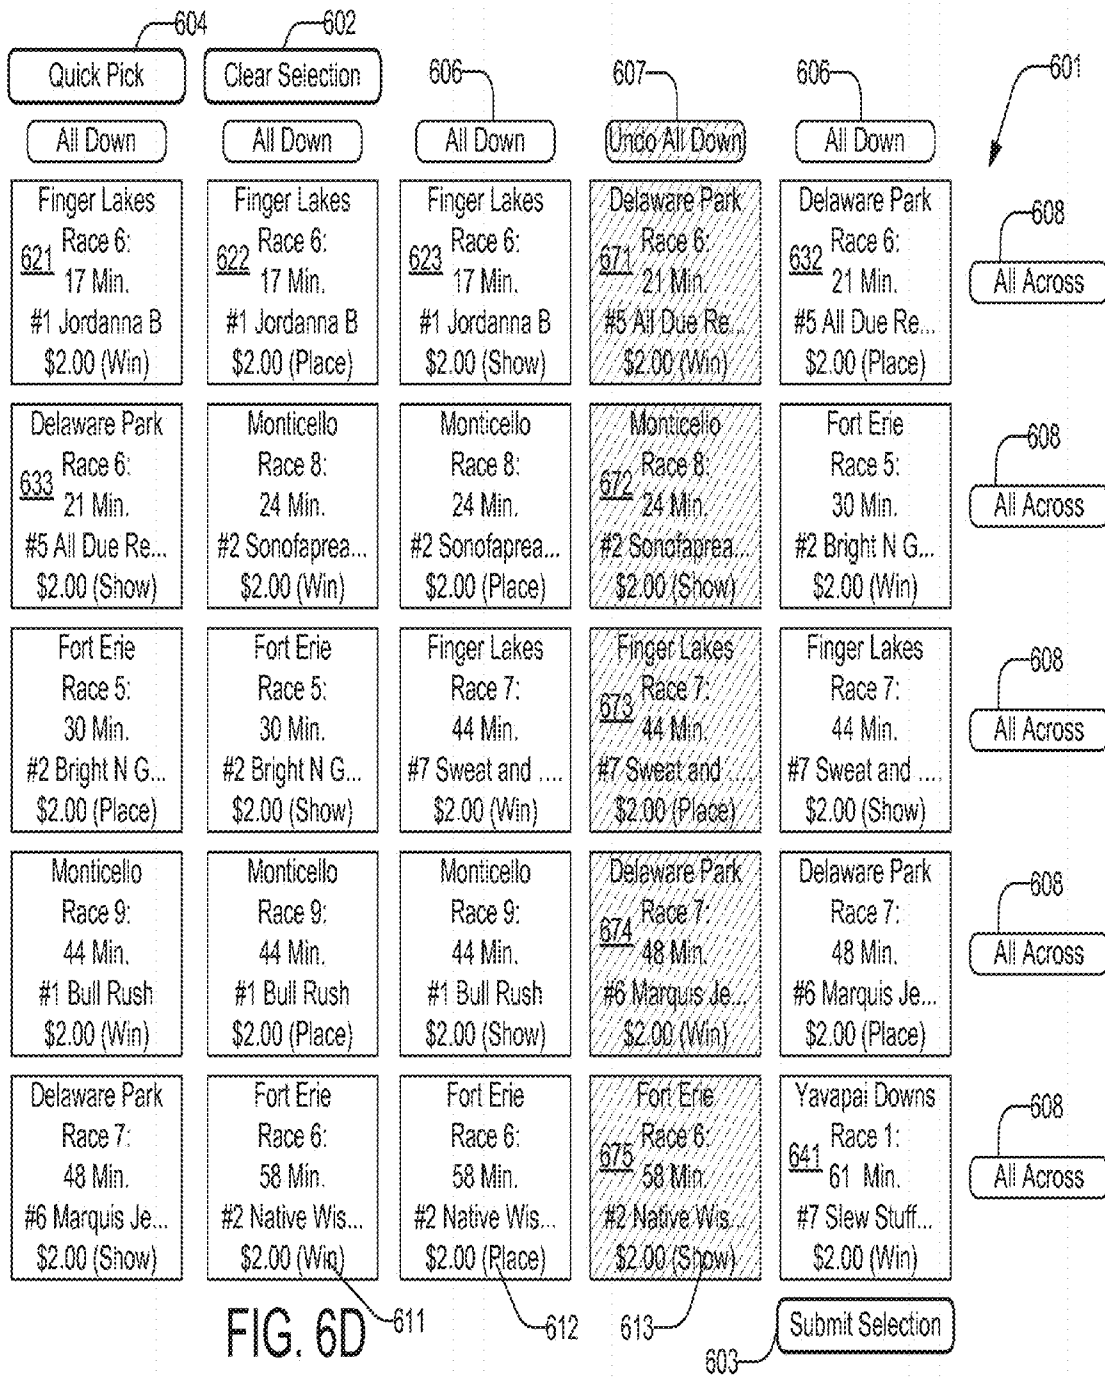 604
602
Quick Pick
Clear Selection
606
607
606
601
All Down
All Down
All Down
Undo All Down
All Down
Finger Lakes
Race 6:
621
17 Min.
#1 Jordanna B
$2.00 (Win)
Finger Lakes
Race 6:
622
17 Min.
#1 Jordanna B
$2.00 (Place)
Finger Lakes
Race 6:
623
17 Min.
#1 Jordanna B
$2.00 (Show)
Delaware Park
Race 6:
671
21 Min.
#5 All Due Re...
$2.00 (Win)
Delaware Park
Race 6:
632
21 Min.
#5 All Due Re...
$2.00 (Place)
608
All Across
Delaware Park
Race 6:
633
21 Min.
#5 All Due Re...
$2.00 (Show)
Monticello
Race 8:
24 Min.
#2 Sonofaprea...
$2.00 (Win)
Monticello
Race 8:
24 Min.
#2 Sonofaprea...
$2.00 (Place)
Monticello
Race 8:
672
24 Min.
#2 Sonofaprea...
$2.00 (Show)
Fort Erie
Race 5:
30 Min.
#2 Bright N G...
$2.00 (Win)
608
All Across
Fort Erie
Race 5:
30 Min.
#2 Bright N G...
$2.00 (Place)
Fort Erie
Race 5:
30 Min.
#2 Bright N G...
$2.00 (Show)
Finger Lakes
Race 7:
44 Min.
#7 Sweat and ....
$2.00 (Win)
Finger Lakes
Race 7:
673
44 Min.
#7 Sweat and ....
$2.00 (Place)
Finger Lakes
Race 7:
44 Min.
#7 Sweat and ....
$2.00 (Show)
608
All Across
Monticello
Race 9:
44 Min.
#1 Bull Rush
$2.00 (Win)
Monticello
Race 9:
44 Min.
#1 Bull Rush
$2.00 (Place)
Monticello
Race 9:
44 Min.
#1 Bull Rush
$2.00 (Show)
Delaware Park
Race 7:
674
48 Min.
#6 Marquis Je...
$2.00 (Win)
Delaware Park
Race 7:
48 Min.
#6 Marquis Je...
$2.00 (Place)
608
All Across
Delaware Park
Race 7:
48 Min.
#6 Marquis Je...
$2.00 (Show)
Fort Erie
Race 6:
58 Min.
#2 Native Wis...
$2.00 (Win)
Fort Erie
Race 6:
58 Min.
#2 Native Wis...
$2.00 (Place)
Fort Erie
Race 6:
675
58 Min.
#2 Native Wis...
$2.00 (Show)
Yavapai Downs
Race 1:
641
61 Min.
#7 Slew Stuff...
$2.00 (Win)
608
All Across
611
612
613
Submit Selection
603
FIG. 6D